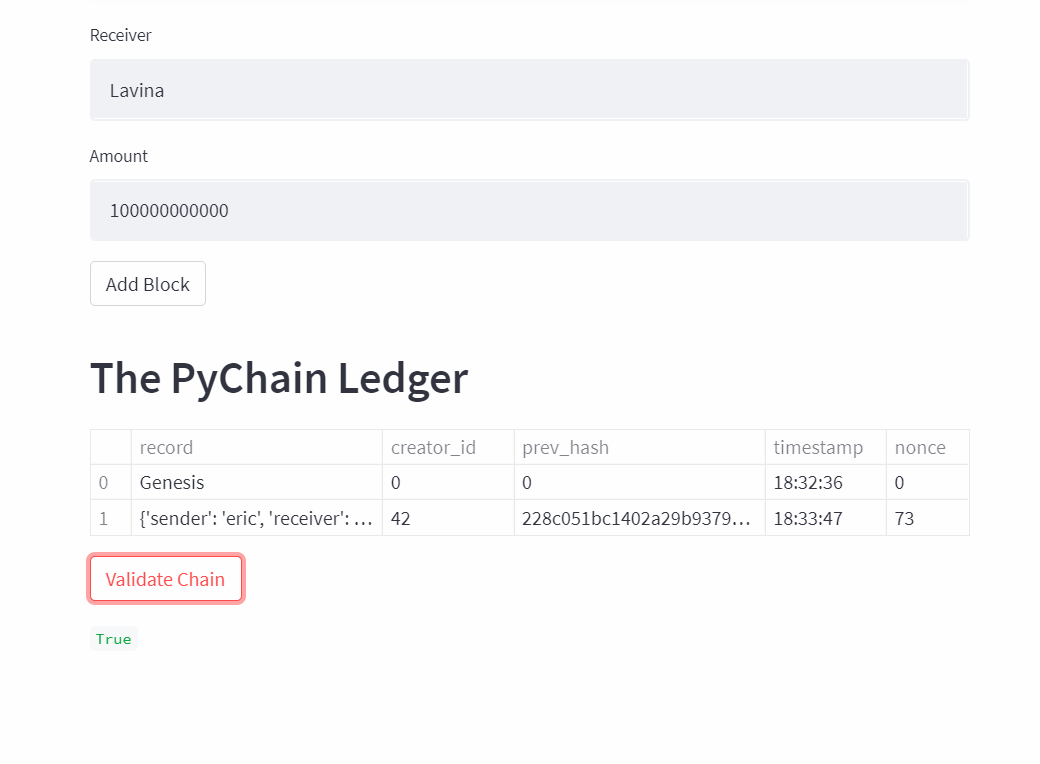 Receiver
Lavina
Amount
100000000000
Add Block
The PyChain Ledger
record creator_id prev_hash timestamp nonce
0 Genesis 0 0 18:32:36 0
1 {'sender': 'eric', 'receiver': … 42 228c051bc1402a29b9379… 18:33:47 73
Validate Chain
True